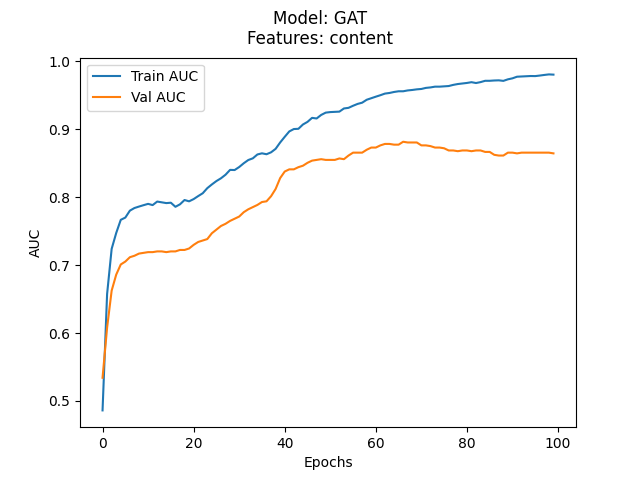 Model: GAT
Features: content
Train AUC
Val AUC
1.0
0.9
0.8
0.7
0.6
0.5
AUC
0 20 40 60 80 100
Epochs